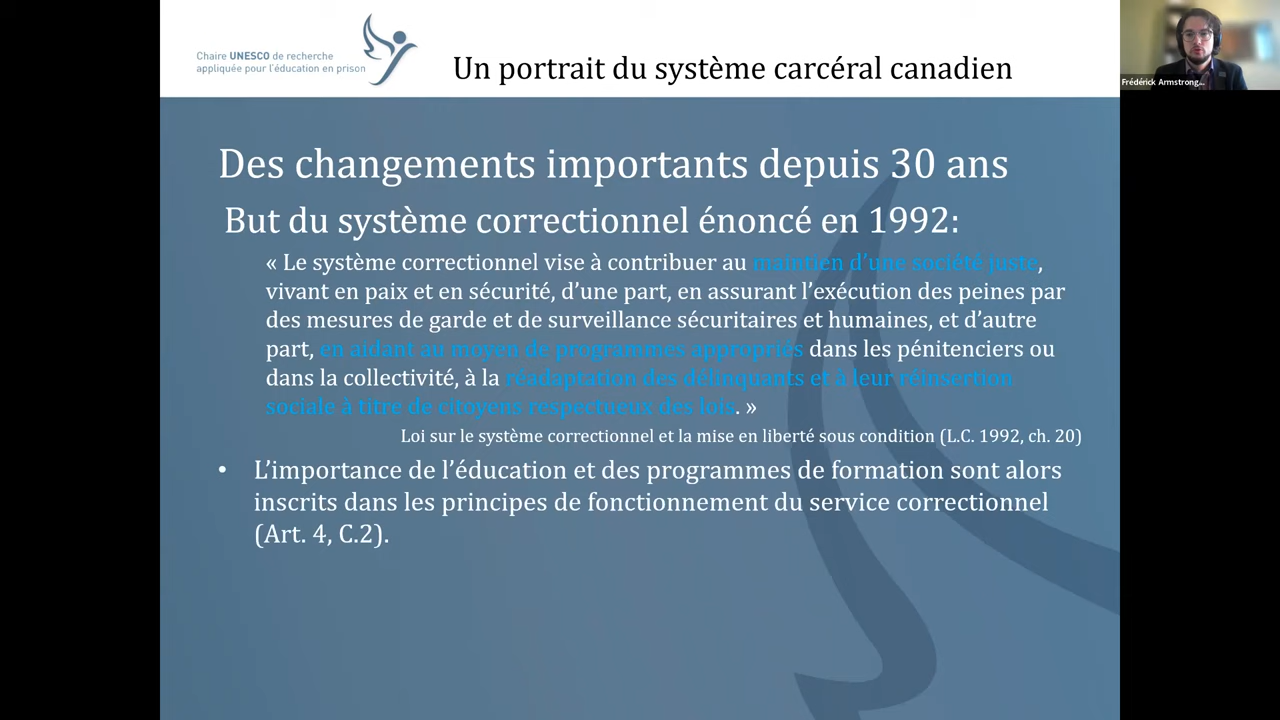 Chaire UNESCO de recherche
appliquée pour l'éducation en prison
Un portrait du système carcéral canadien
Frédérick Armstrong...
Des changements importants depuis 30 ans
But du système correctionnel énoncé en 1992:
« Le système correctionnel vise à contribuer au maintien d'une société juste,
vivant en paix et en sécurité, d'une part, en assurant l'exécution des peines par
des mesures de garde et de surveillance sécuritaires et humaines, et d'autre
part, en aidant au moyen de programmes appropriés dans les pénitenciers ou
dans la collectivité, à la réadaptation des délinquants et à leur réinsertion
sociale à titre de citoyens respectueux des lois. »
Loi sur le système correctionnel et la mise en liberté sous condition (L.C. 1992, ch. 20)
• L'importance de l'éducation et des programmes de formation sont alors
inscrits dans les principes de fonctionnement du service correctionnel
(Art. 4, C.2).